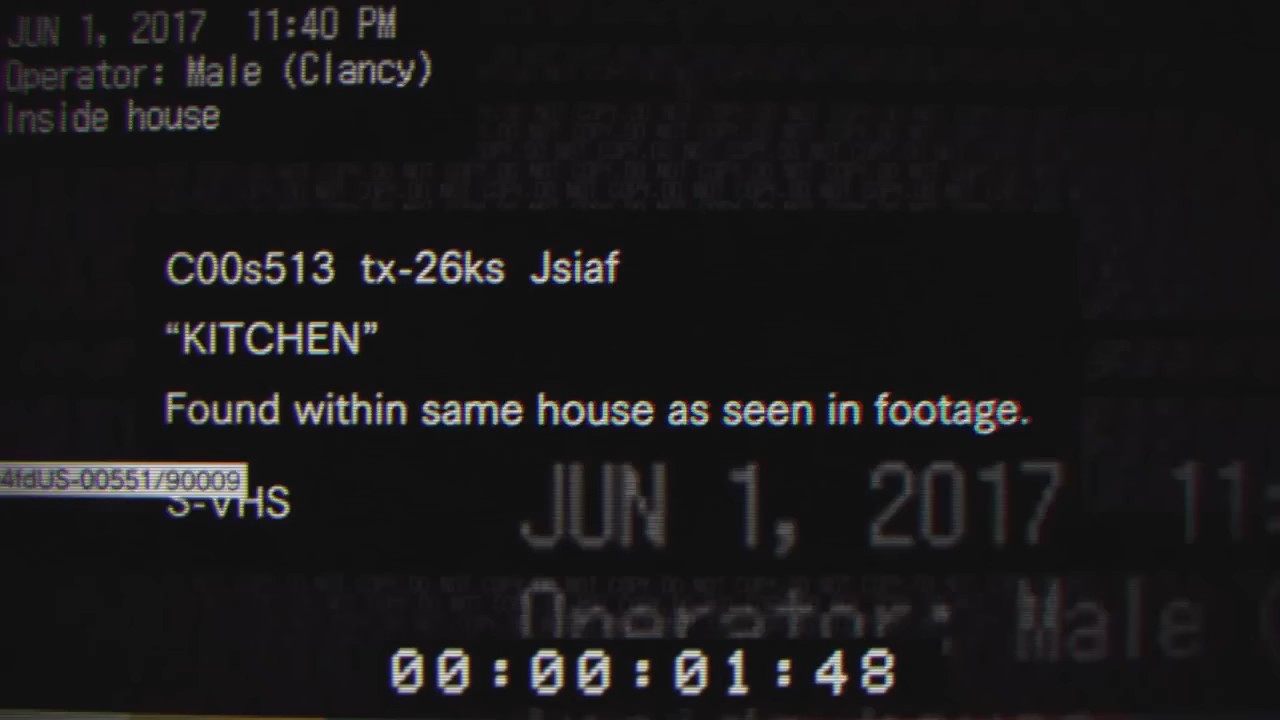 JUN 1, 2017 11:40 PM
Operator: Male (Clancy)
Inside house
C00s513 tx-26ks Jsiaf
“KITCHEN”
Found within same house as seen in footage.
4fdUS-00551/90009
S-VHS
JUN 1, 2017 11:
Operator: Male (
00:00:01:48